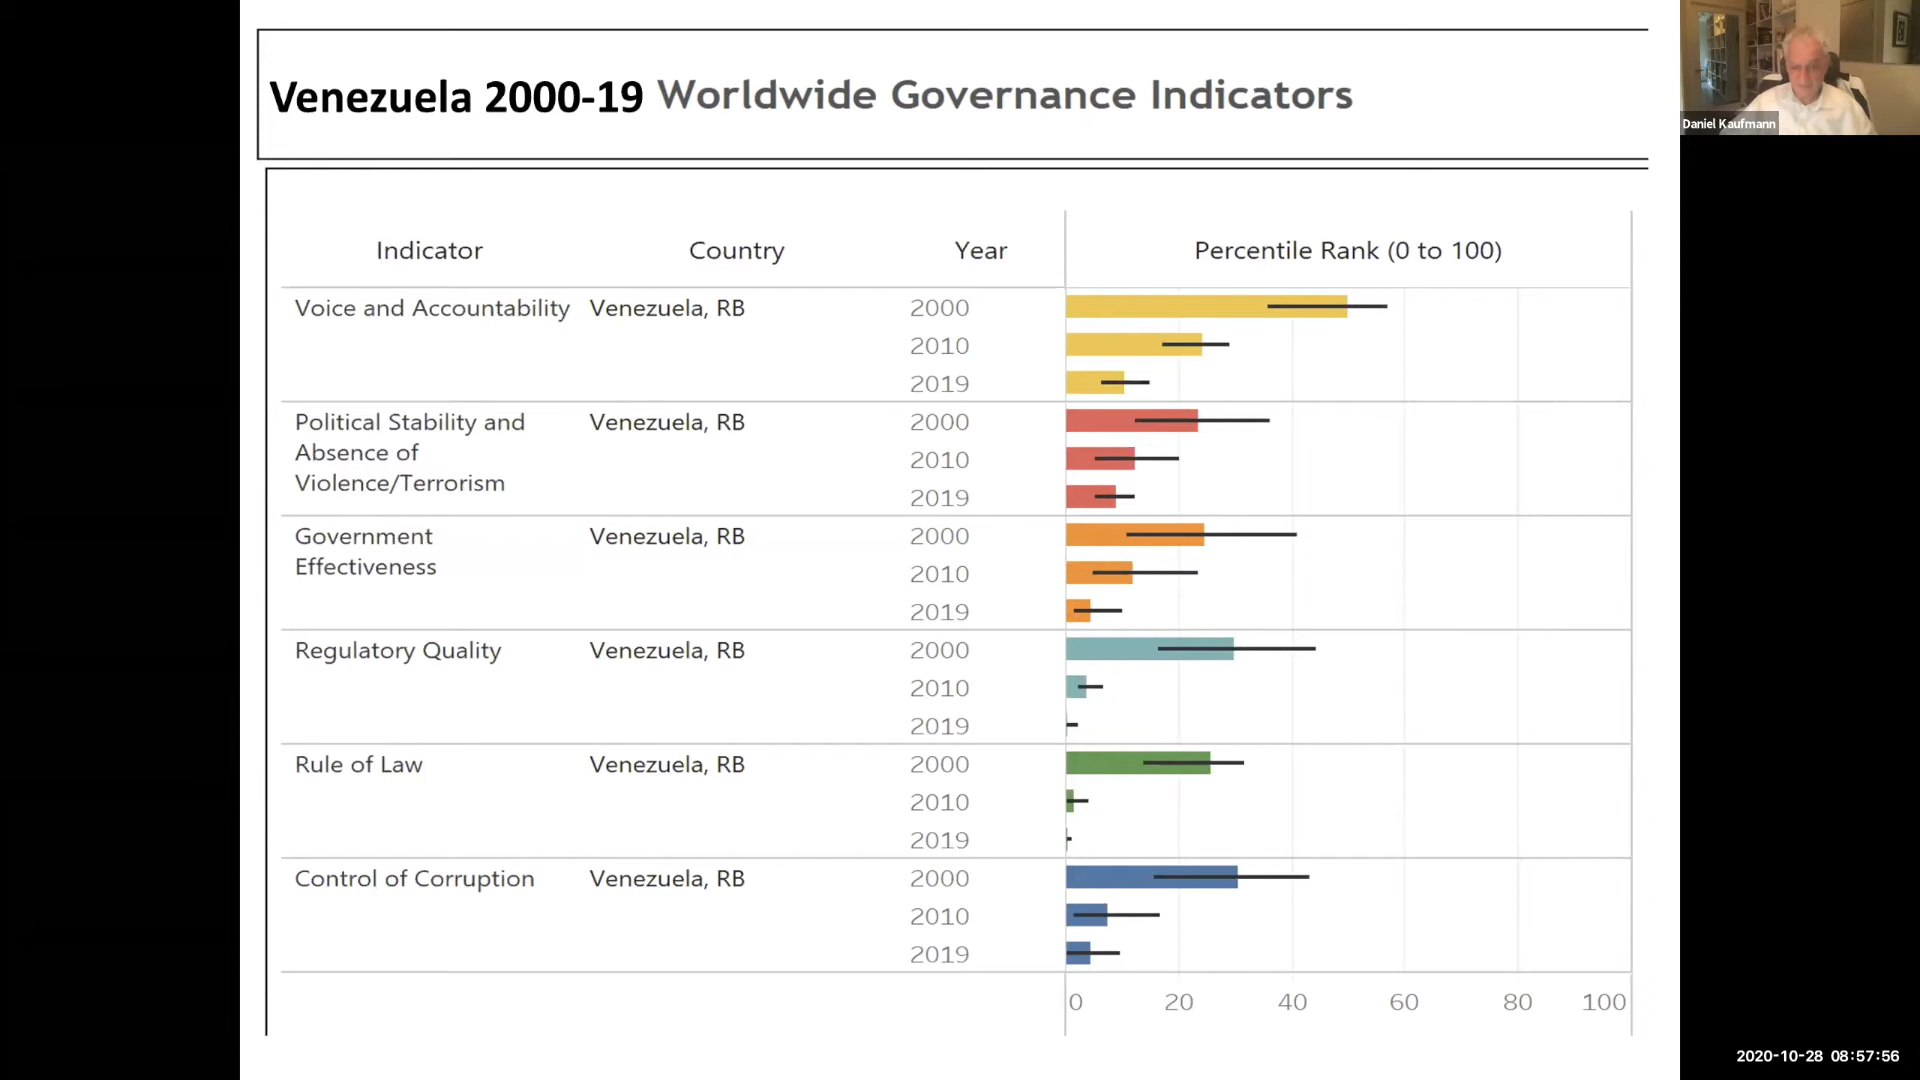 Venezuela 2000-19 Worldwide Governance Indicators
Daniel Kaufmann
Indicator Country Year Percentile Rank (0 to 100)
Voice and Accountability Venezuela, RB 2000
2010
2019
Political Stability and Venezuela, RB 2000
Absence of 2010
Violence/Terrorism 2019
Government Venezuela, RB 2000
Effectiveness 2010
2019
Regulatory Quality Venezuela, RB 2000
2010
2019
Rule of Law Venezuela, RB 2000
2010
2019
Control of Corruption Venezuela, RB 2000
2010
2019
0 20 40 60 80 100
2020-10-28 08:57:56